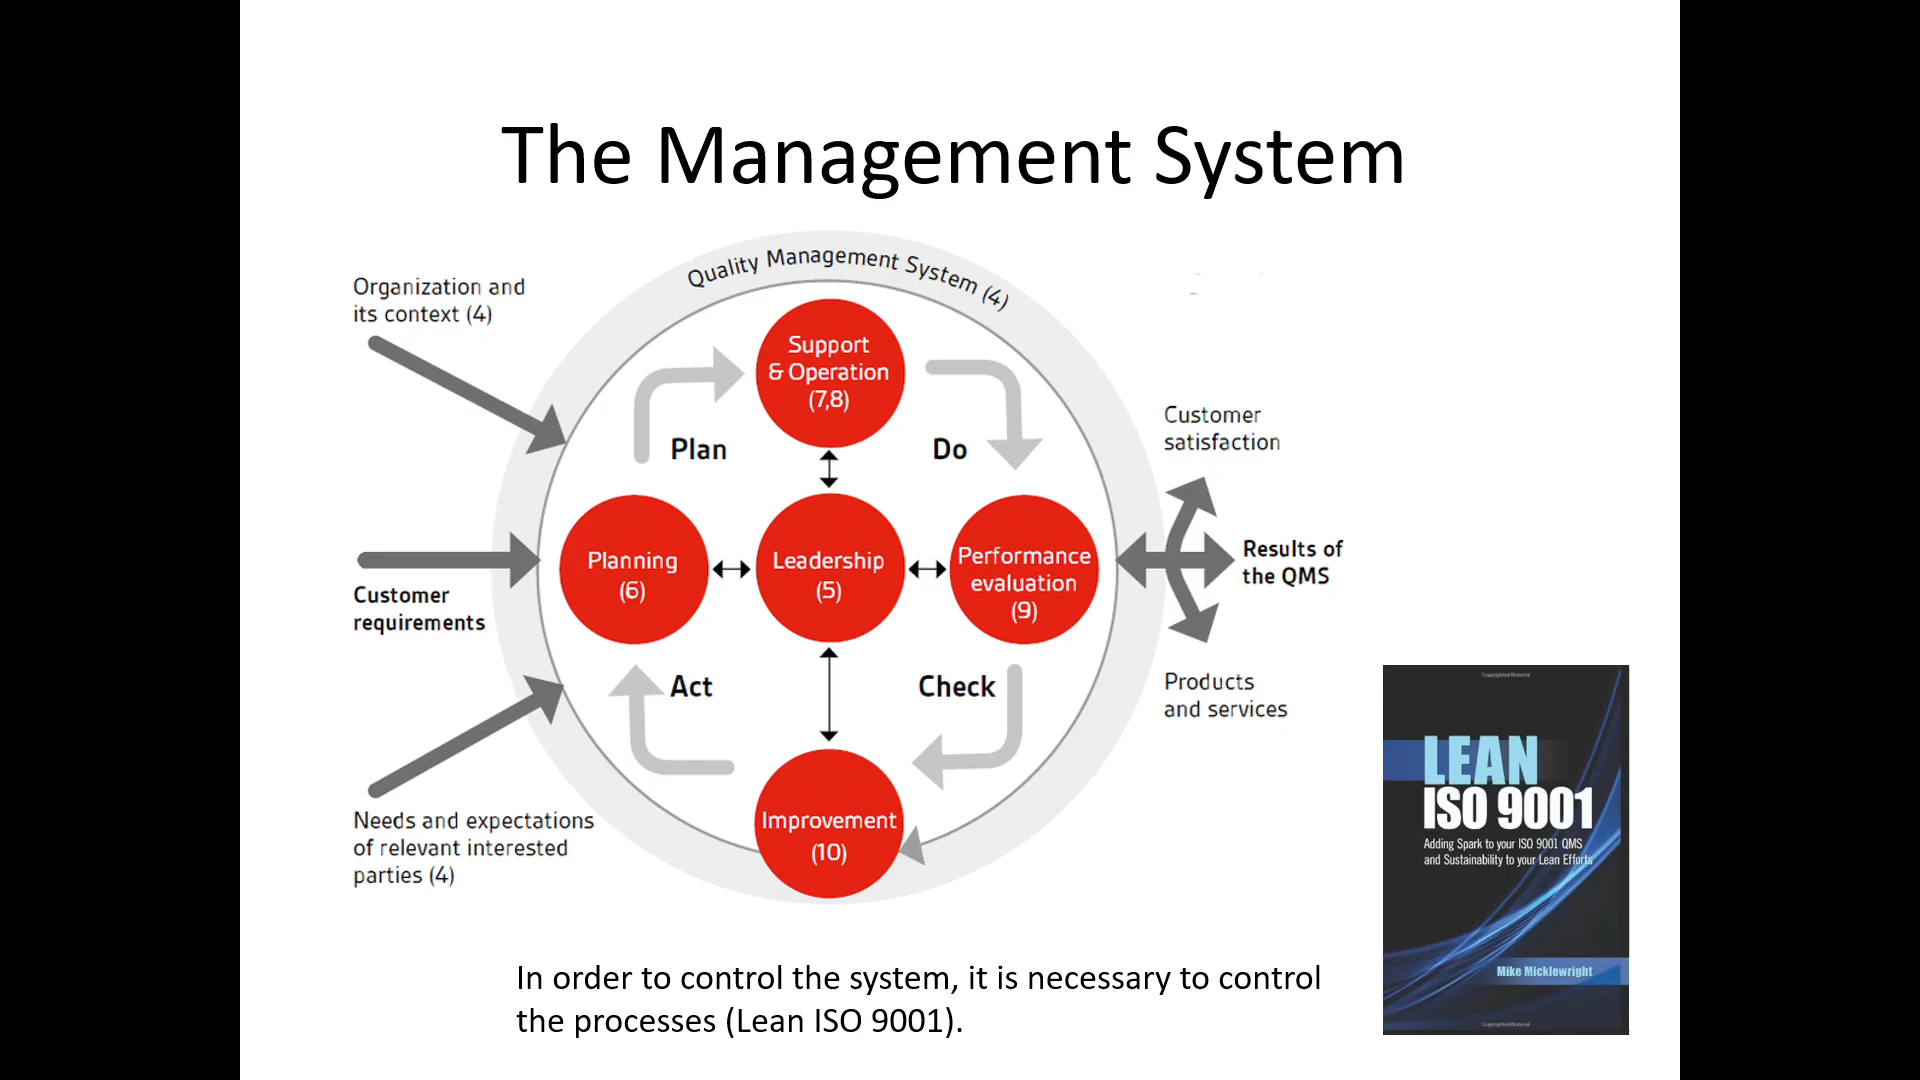 The Management System
Quality Management System (4)
Organization and
its context (4)
Support
& Operation
(7,8)
Plan
Do
Customer
satisfaction
Planning
(6)
Leadership
(5)
Performance
evaluation
(9)
Results of
the QMS
Customer
requirements
Act
Check
Products
and services
Improvement
(10)
Needs and expectations
of relevant interested
parties (4)
Copyrighted Material
LEAN
ISO 9001
Adding Spark to your ISO 9001 QMS
and Sustainability to your Lean Efforts
Mike Micklewright
Copyrighted Material
In order to control the system, it is necessary to control
the processes (Lean ISO 9001).